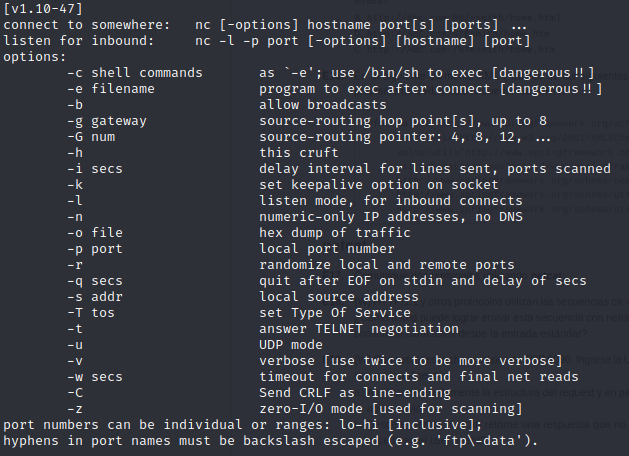 [v1.10-47]
connect to somewhere:   nc [-options] hostname port[s] [ports] ...
listen for inbound:     nc -l -p port [-options] [hostname] [port]
options:
        -c shell commands       as `-e'; use /bin/sh to exec [dangerous!!]
        -e filename             program to exec after connect [dangerous!!]
        -b                      allow broadcasts
        -g gateway              source-routing hop point[s], up to 8
        -G num                  source-routing pointer: 4, 8, 12, ...
        -h                      this cruft
        -i secs                 delay interval for lines sent, ports scanned
        -k                      set keepalive option on socket
        -l                      listen mode, for inbound connects
        -n                      numeric-only IP addresses, no DNS
        -o file                 hex dump of traffic
        -p port                 local port number
        -r                      randomize local and remote ports
        -q secs                 quit after EOF on stdin and delay of secs
        -s addr                 local source address
        -T tos                  set Type Of Service
        -t                      answer TELNET negotiation
        -u                      UDP mode
        -v                      verbose [use twice to be more verbose]
        -w secs                 timeout for connects and final net reads
        -C                      Send CRLF as line-ending
        -z                      zero-I/O mode [used for scanning]
port numbers can be individual or ranges: lo-hi [inclusive];
hyphens in port names must be backslash escaped (e.g. 'ftp\-data').